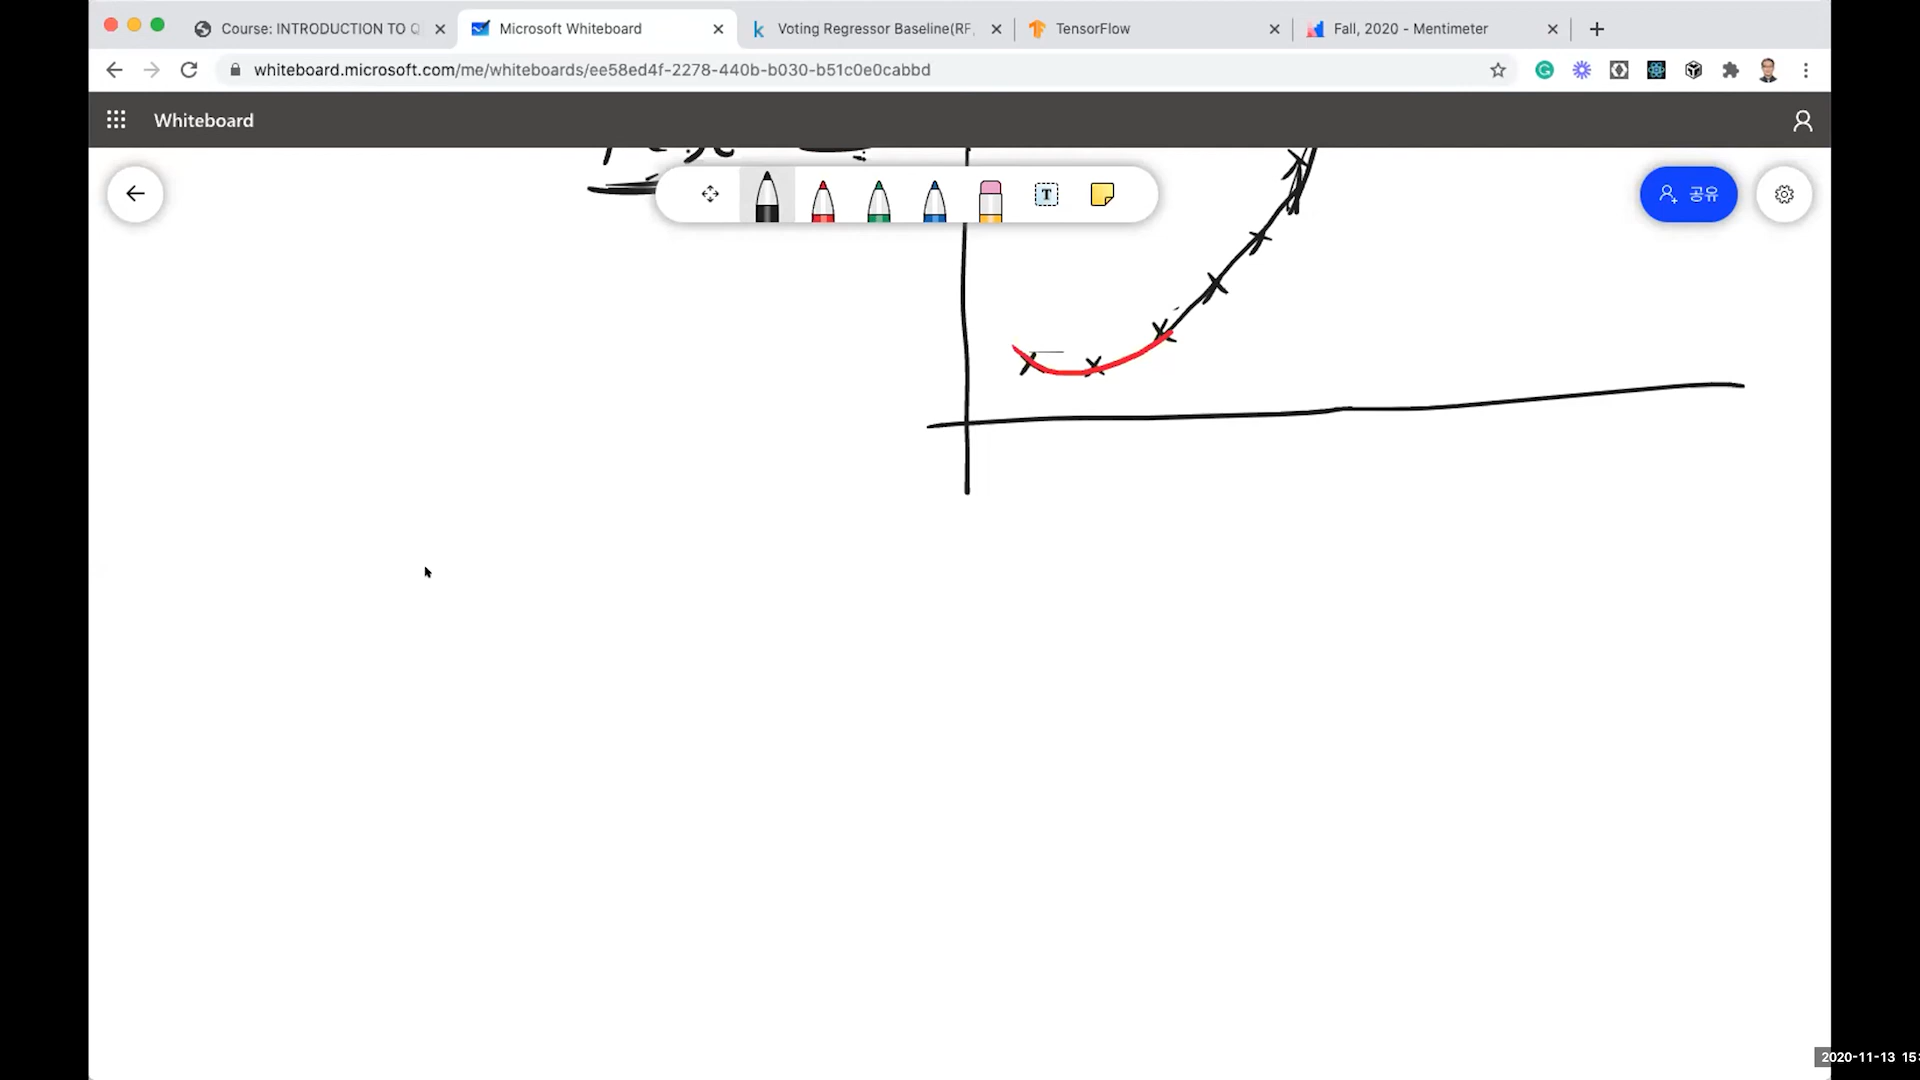 Course: INTRODUCTION TO Q
Microsoft Whiteboard
Voting Regressor Baseline(RF,
TensorFlow
Fall, 2020 - Mentimeter
whiteboard.microsoft.com/me/whiteboards/ee58ed4f-2278-440b-b030-b51c0e0cabbd
Whiteboard
T
공유
2020-11-13 15: